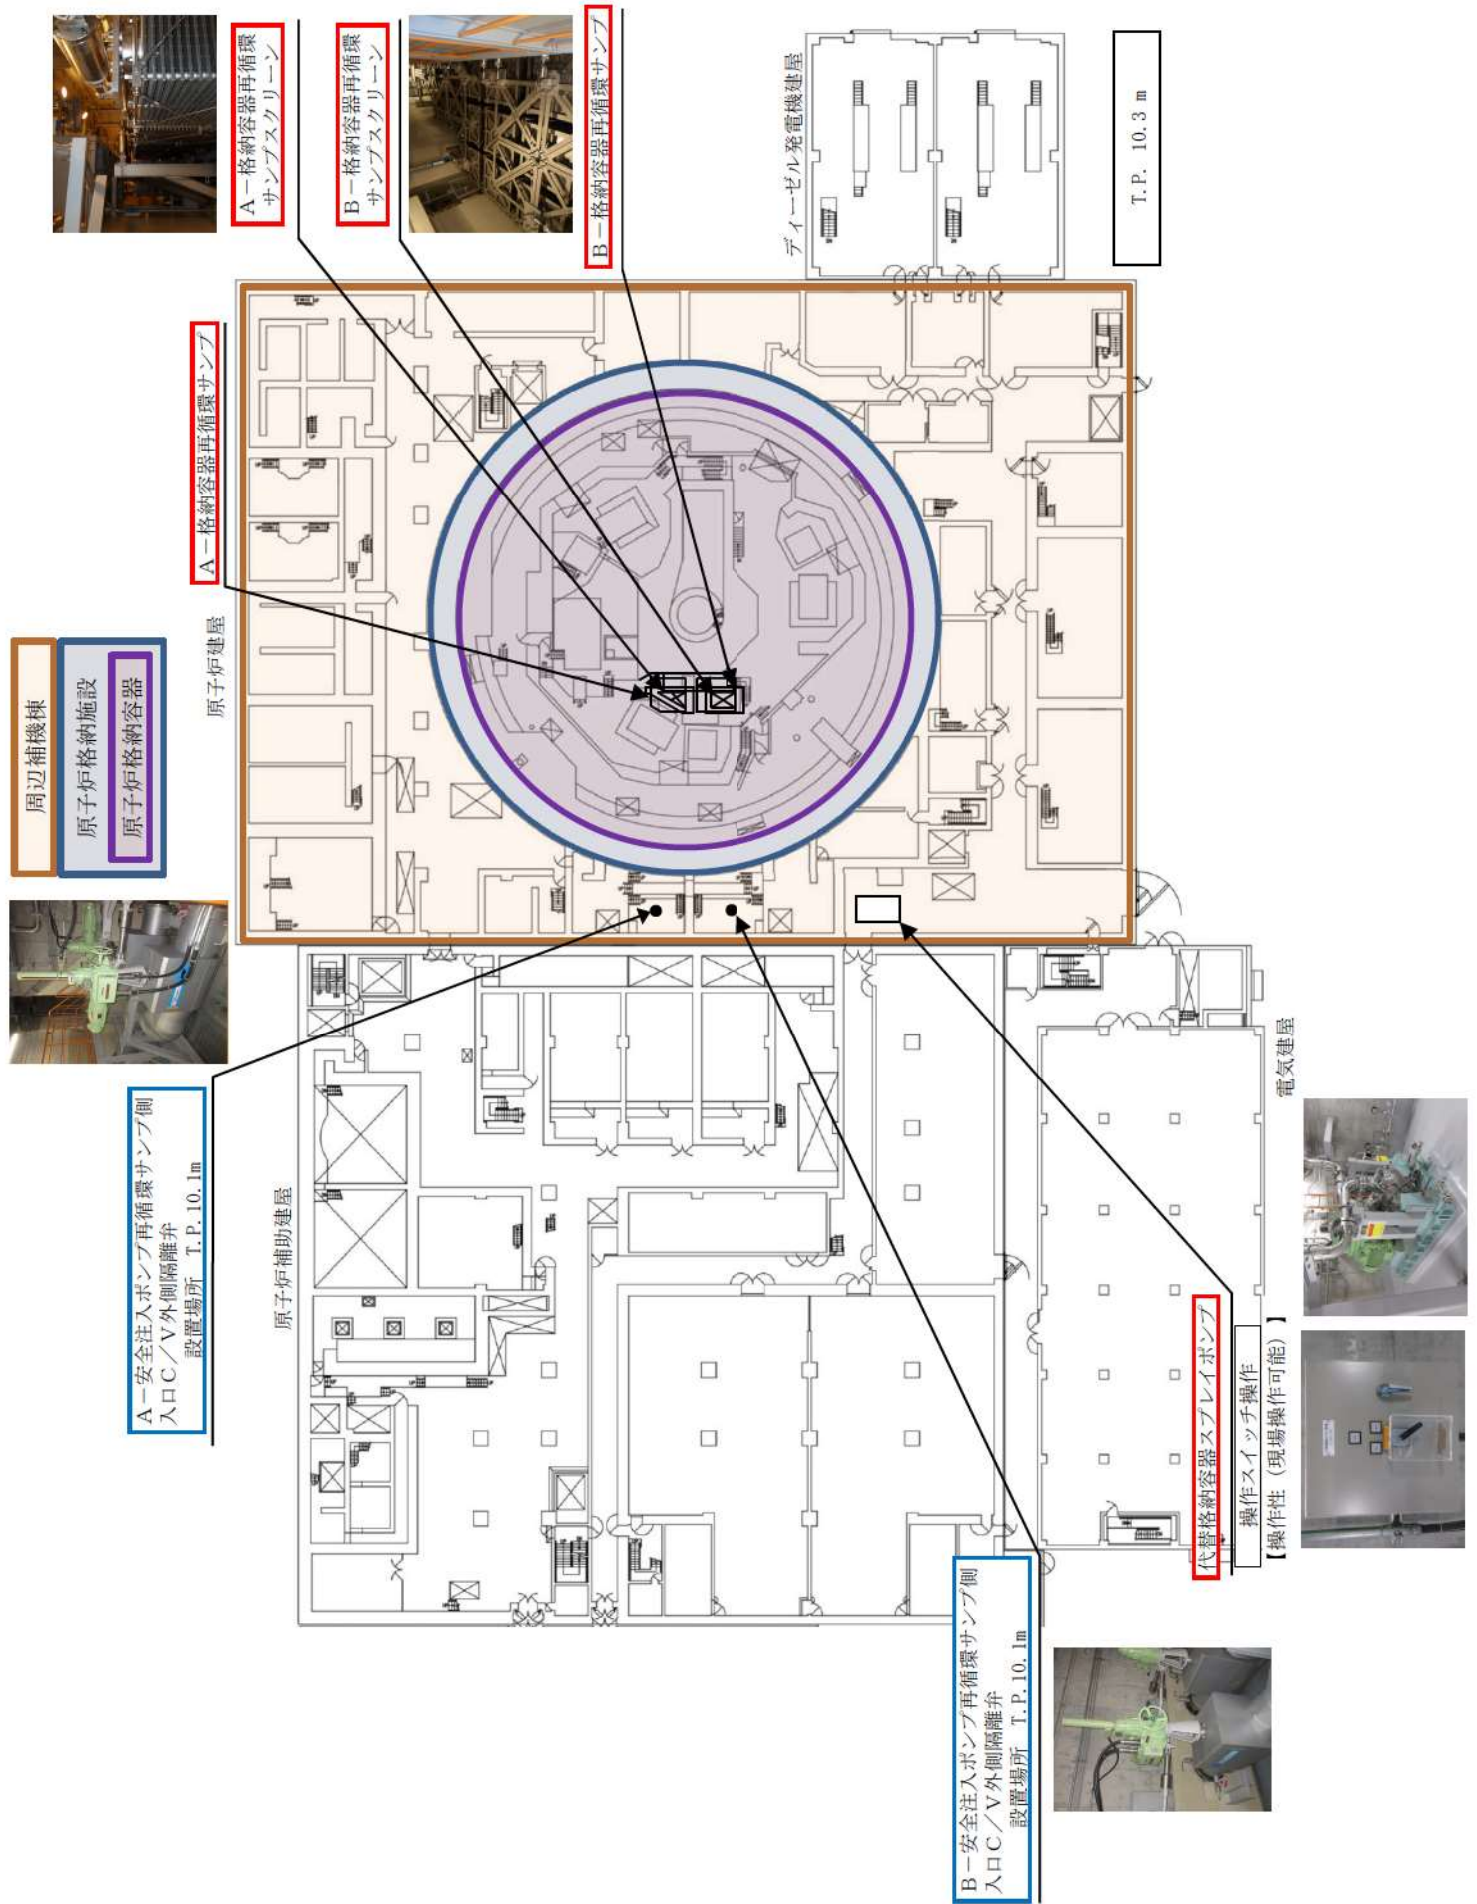 周辺補機棟
原子炉格納施設
原子炉格納容器
原子炉建屋
A－格納容器再循環サンプ
A－格納容器再循環
サンプスクリーン
B－格納容器再循環
サンプスクリーン
B－格納容器再循環サンプ
ディーゼル発電機建屋
T.P. 10.3 m
A－安全注入ポンプ再循環サンプ側
入口C／V外側隔離弁
設置場所 T.P.10.1m
原子炉補助建屋
B－安全注入ポンプ再循環サンプ側
入口C／V外側隔離弁
設置場所 T.P.10.1m
電気建屋
代替格納容器スプレイポンプ
操作スイッチ操作
【操作性（現場操作可能）】